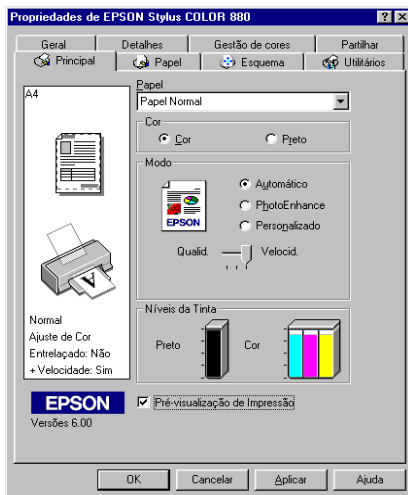 Propriedades de EPSON Stylus COLOR 880
Geral Detalhes Gestão de cores Partilhar
Principal Papel Esquema Utilitários
A4
Papel
Papel Normal
Cor
Cor Preto
Modo
EPSON
Automático
PhotoEnhance
Personalizado
Qualid. Velocid.
Níveis da Tinta
Preto Cor
A
Normal
Ajuste de Cor
Entrelaçado: Não
+ Velocidade: Sim
EPSON
Pré-visualização de Impressão
Versões 6.00
OK Cancelar Aplicar Ajuda